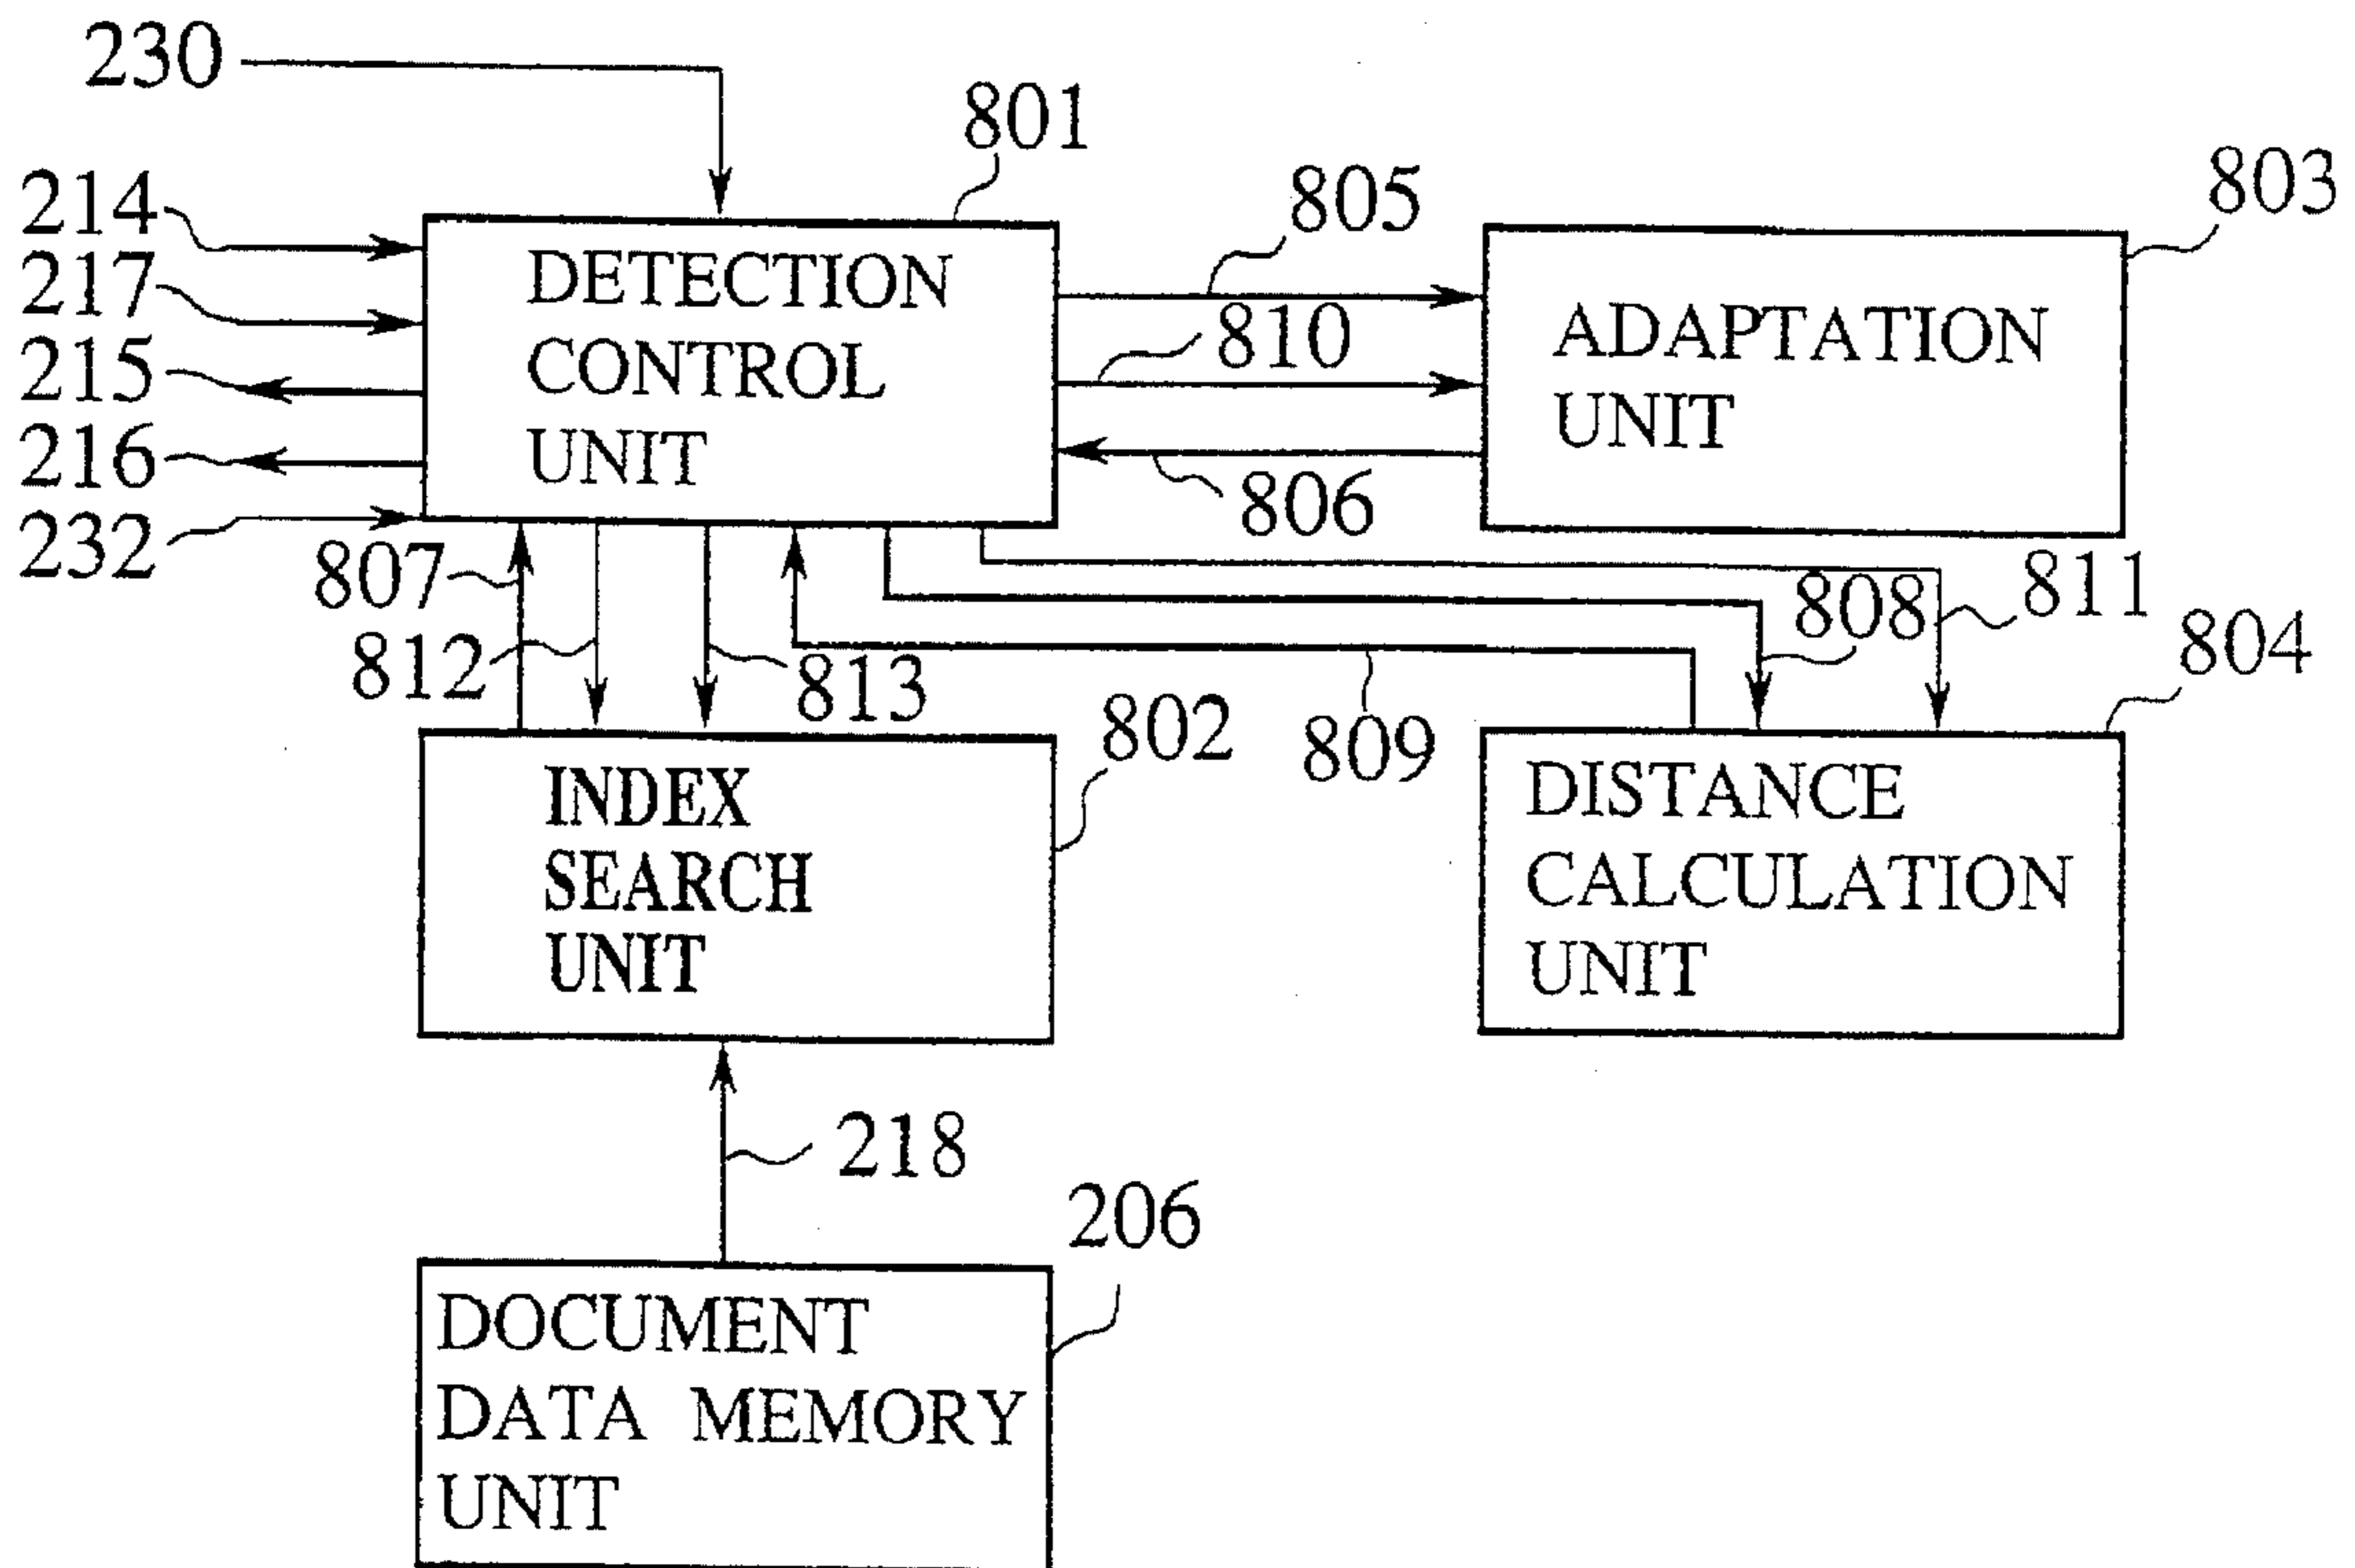 230
801
214
217
215
216
232
DETECTION
CONTROL
UNIT
805
810
806
803
ADAPTATION
UNIT
807
812
813
808
811
809
802
804
INDEX
SEARCH
UNIT
DISTANCE
CALCULATION
UNIT
218
206
DOCUMENT
DATA MEMORY
UNIT